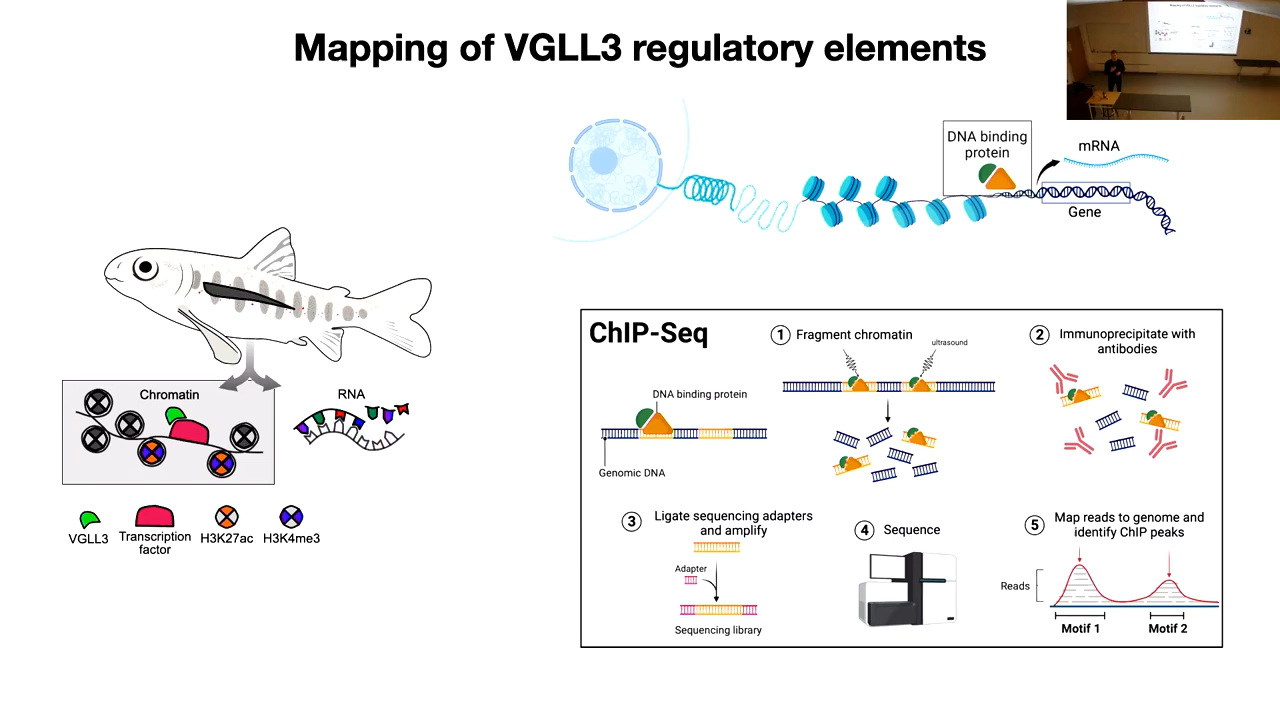 Mapping of VGLL3 regulatory elements
DNA binding
protein
mRNA
Gene
Chromatin
RNA
VGLL3
Transcription
factor
H3K27ac
H3K4me3
ChIP-Seq
DNA binding protein
Genomic DNA
1 Fragment chromatin
ultrasound
2 Immunoprecipitate with
antibodies
3 Ligate sequencing adapters
and amplify
Adapter
Sequencing library
4 Sequence
5 Map reads to genome and
identify ChIP peaks
Reads
Motif 1
Motif 2